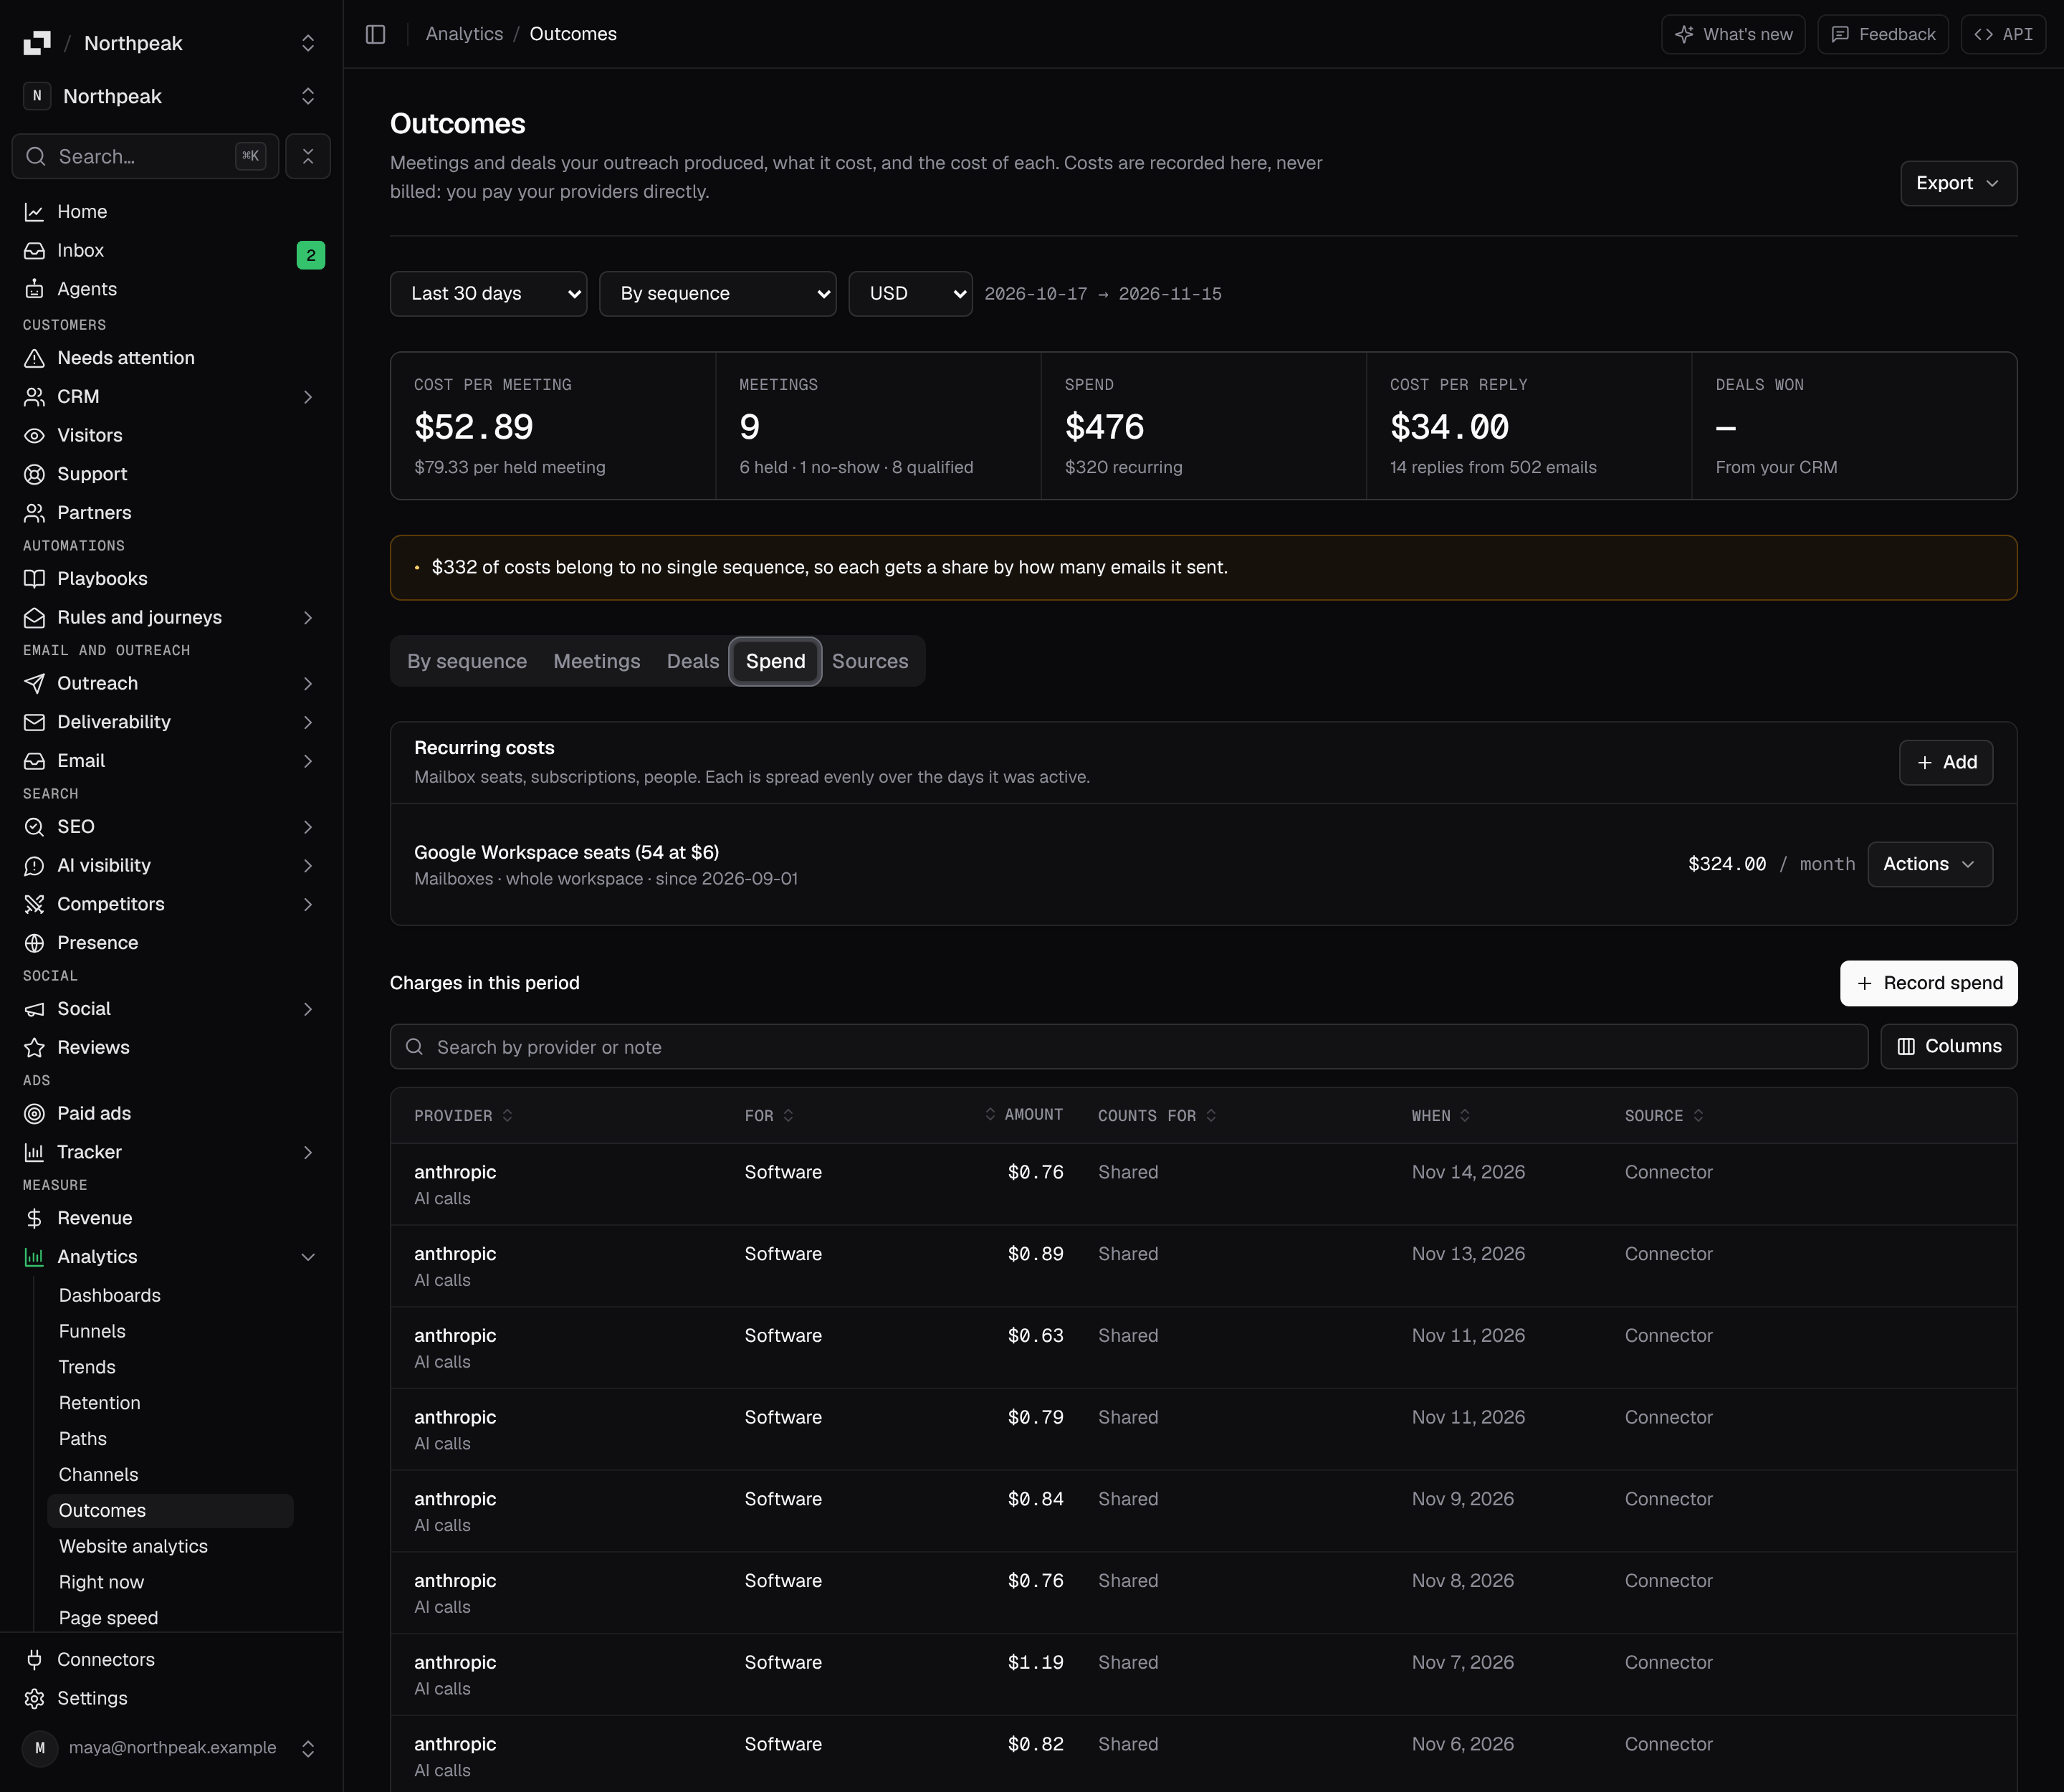 / Northpeak
N Northpeak
Search... ⌘K
Home
Inbox 2
Agents
CUSTOMERS
Needs attention
CRM
Visitors
Support
Partners
AUTOMATIONS
Playbooks
Rules and journeys
EMAIL AND OUTREACH
Outreach
Deliverability
Email
SEARCH
SEO
AI visibility
Competitors
Presence
SOCIAL
Social
Reviews
ADS
Paid ads
Tracker
MEASURE
Revenue
Analytics
Dashboards
Funnels
Trends
Retention
Paths
Channels
Outcomes
Website analytics
Right now
Page speed
Connectors
Settings
M maya@northpeak.example
Analytics / Outcomes
What's new
Feedback
API
Outcomes
Meetings and deals your outreach produced, what it cost, and the cost of each. Costs are recorded here, never
billed: you pay your providers directly.
Export
Last 30 days
By sequence
USD
2026-10-17 → 2026-11-15
COST PER MEETING
$52.89
$79.33 per held meeting
MEETINGS
9
6 held · 1 no-show · 8 qualified
SPEND
$476
$320 recurring
COST PER REPLY
$34.00
14 replies from 502 emails
DEALS WON
–
From your CRM
• $332 of costs belong to no single sequence, so each gets a share by how many emails it sent.
By sequence Meetings Deals Spend Sources
Recurring costs
Mailbox seats, subscriptions, people. Each is spread evenly over the days it was active.
+ Add
Google Workspace seats (54 at $6)
Mailboxes · whole workspace · since 2026-09-01
$324.00 / month
Actions
Charges in this period
+ Record spend
Search by provider or note
Columns
PROVIDER FOR AMOUNT COUNTS FOR WHEN SOURCE
anthropic Software $0.76 Shared Nov 14, 2026 Connector
AI calls
anthropic Software $0.89 Shared Nov 13, 2026 Connector
AI calls
anthropic Software $0.63 Shared Nov 11, 2026 Connector
AI calls
anthropic Software $0.79 Shared Nov 11, 2026 Connector
AI calls
anthropic Software $0.84 Shared Nov 9, 2026 Connector
AI calls
anthropic Software $0.76 Shared Nov 8, 2026 Connector
AI calls
anthropic Software $1.19 Shared Nov 7, 2026 Connector
AI calls
anthropic Software $0.82 Shared Nov 6, 2026 Connector
AI calls